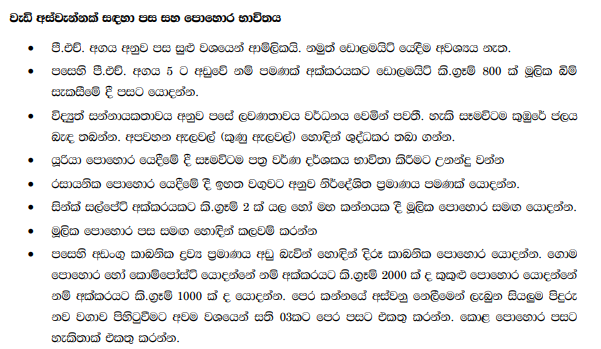 වැඩි අස්වැන්නක් සඳහා පස සහ පොහොර භාවිතය
• පී.එච්. අගය අනුව පස සුළු වශයෙන් ආම්ලිකයි. නමුත් ඩොලමයිට් යෙදීම අවශ්‍යය නැත.
• පසෙහි පී.එච්. අගය 5 ට අඩුවේ නම් පමණක් අක්කරයකට ඩොලමයිට් කි.ග්‍රෑම් 800 ක් මූලික බිම්
සැකසීමේ දී පසට යොදන්න.
• විද්‍යුත් සන්නායකතාවය අනුව පසේ ලවණතාවය වර්ධනය වෙමින් පවතී. හැකි සෑමවිටම කුඹුරේ ජලය
බැඳ තබන්න. අපවහන ඇලවල් (කුණු ඇලවල්) හොඳින් ශුද්ධකර තබා ගන්න.
• යූරියා පොහොර යෙදීමේ දී සෑමවිටම පත්‍ර වර්ණ දර්ශකය භාවිතා කිරීමට උනන්දු වන්න
• රසායනික පොහොර යෙදීමේ දී ඉහත වගුවට අනුව නිර්දේශිත ප්‍රමාණය පමණක් යොදන්න.
• සින්ක් සල්පේට් අක්කරයකට කි.ග්‍රෑම් 2 ක් යල හෝ මහ කන්නයක දී මූලික පොහොර සමඟ යොදන්න.
• මූලික පොහොර පස සමඟ හොඳින් කලවම් කරන්න
• පසෙහි අඩංගු කාබනික ද්‍රව්‍ය ප්‍රමාණය අඩු බැවින් හොඳින් දිරූ කාබනික පොහොර යොදන්න. ගොම
පොහොර හෝ කොම්පෝස්ට් යොදන්නේ නම් අක්කරයට කි.ග්‍රෑම් 2000 ක් ද කුකුළු පොහොර යොදන්නේ
නම් අක්කරයට කි.ග්‍රෑම් 1000 ක් ද යොදන්න. පෙර කන්නයේ අස්වනු නෙලීමෙන් ලැබුන සියලුම පිදුරු
නව වගාව පිහිටුවීමට අවම වශයෙන් සති 03කට පෙර පසට එකතු කරන්න. කොළ පොහොර පසට
හැකිතාක් එකතු කරන්න.